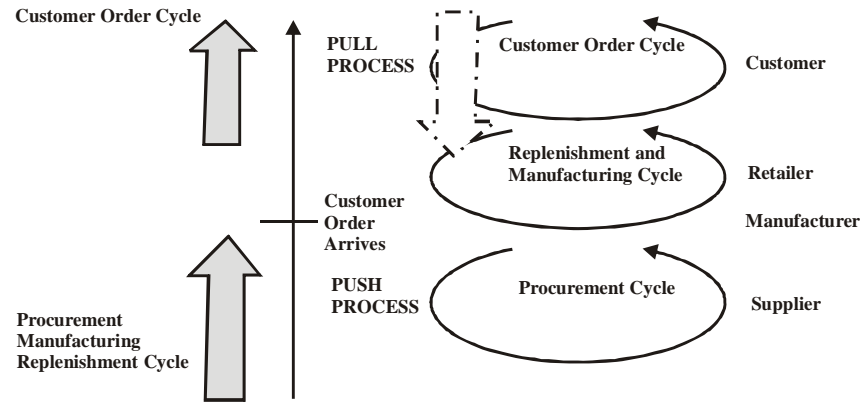 Customer Order Cycle
PULL
PROCESS
Customer Order Cycle
Customer
Replenishment and
Manufacturing Cycle
Retailer
Customer
Order
Arrives
Manufacturer
PUSH
PROCESS
Procurement Cycle
Supplier
Procurement
Manufacturing
Replenishment Cycle